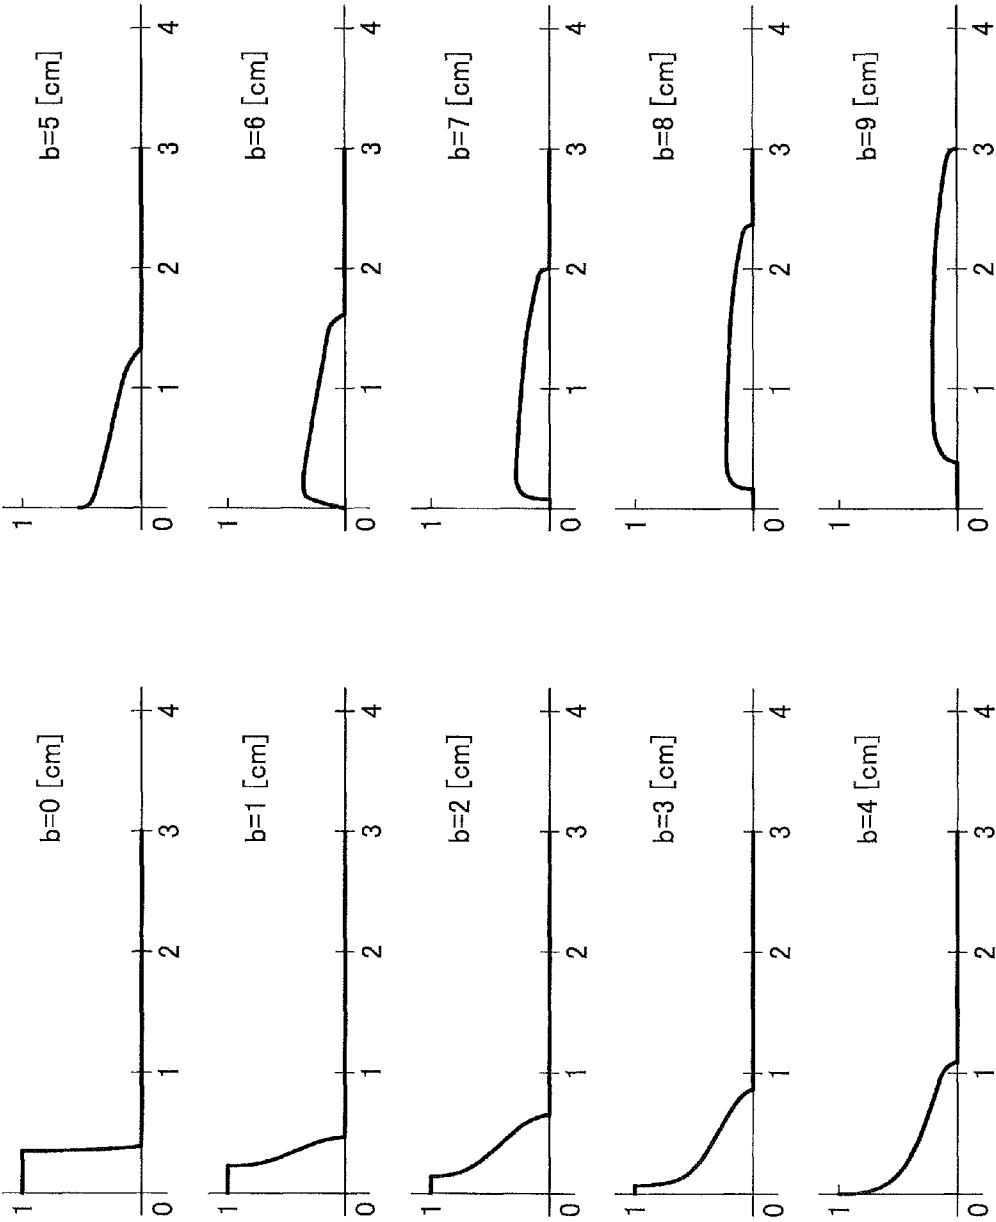 1
b=0 [cm]
0 1 2 3 4
1
b=1 [cm]
0 1 2 3 4
1
b=2 [cm]
0 1 2 3 4
1
b=3 [cm]
0 1 2 3 4
1
b=4 [cm]
0 1 2 3 4
1
b=5 [cm]
0 1 2 3 4
1
b=6 [cm]
0 1 2 3 4
1
b=7 [cm]
0 1 2 3 4
1
b=8 [cm]
0 1 2 3 4
1
b=9 [cm]
0 1 2 3 4